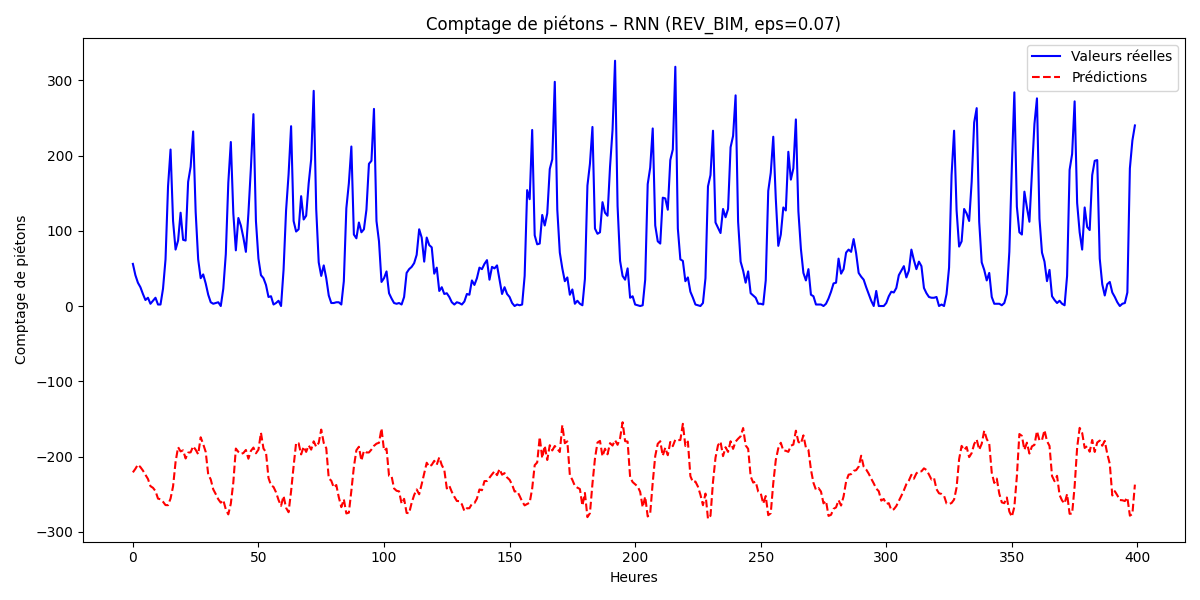 Comptage de piétons – RNN (REV_BIM, eps=0.07)
Valeurs réelles
Prédictions
Comptage de piétons
300
200
100
0
−100
−200
−300
0 50 100 150 200 250 300 350 400
Heures